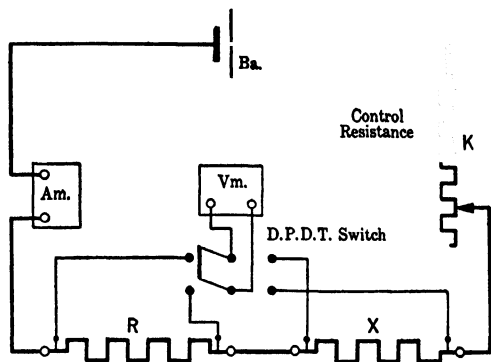 Ba.
Control
Resistance
K
Am.
Vm.
D.P.D.T. Switch
R
X